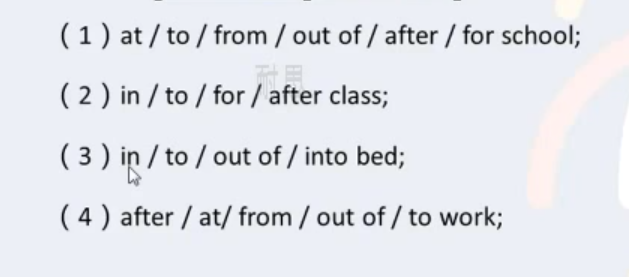 ( 1 ) at / to / from / out of / after / for school;
( 2 ) in / to / for / after class;
( 3 ) in / to / out of / into bed;
( 4 ) after / at/ from / out of / to work;